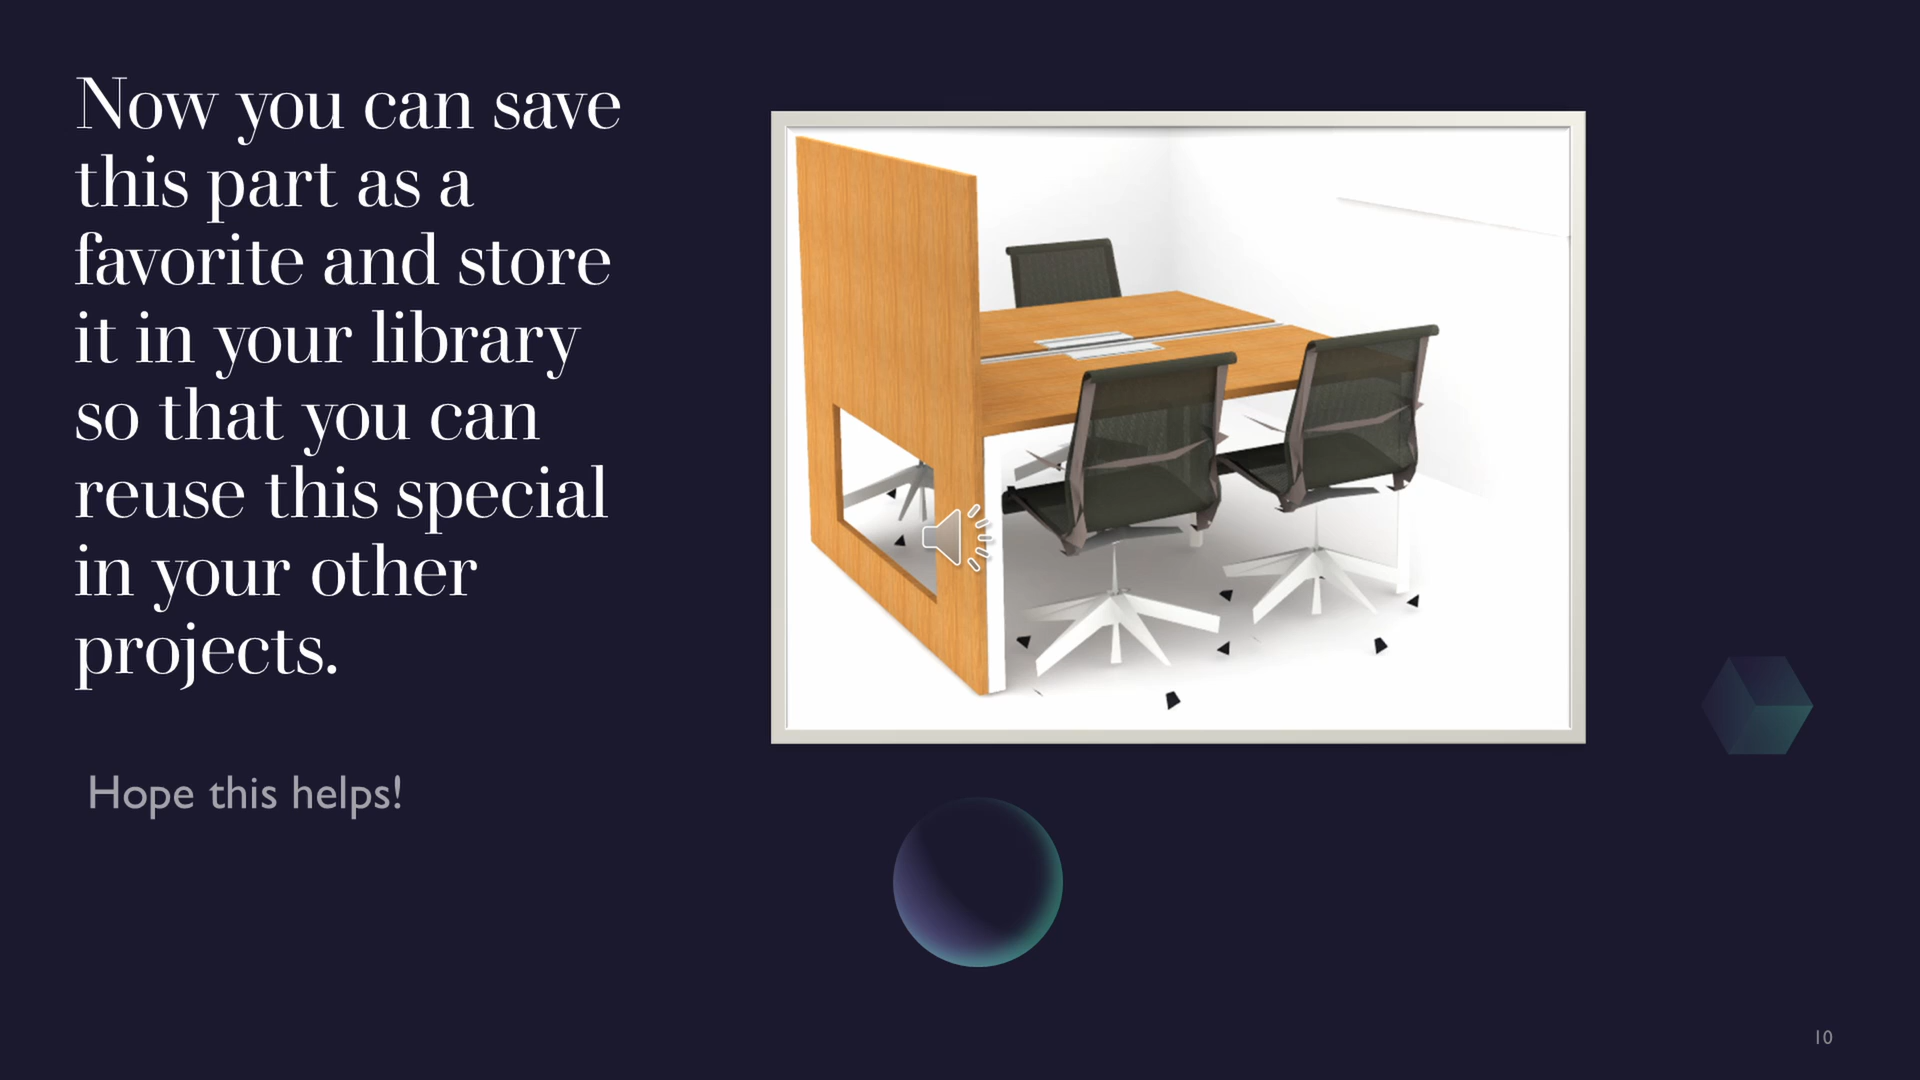 Now you can save
this part as a
favorite and store
it in your library
so that you can
reuse this special
in your other
projects.
Hope this helps!
10